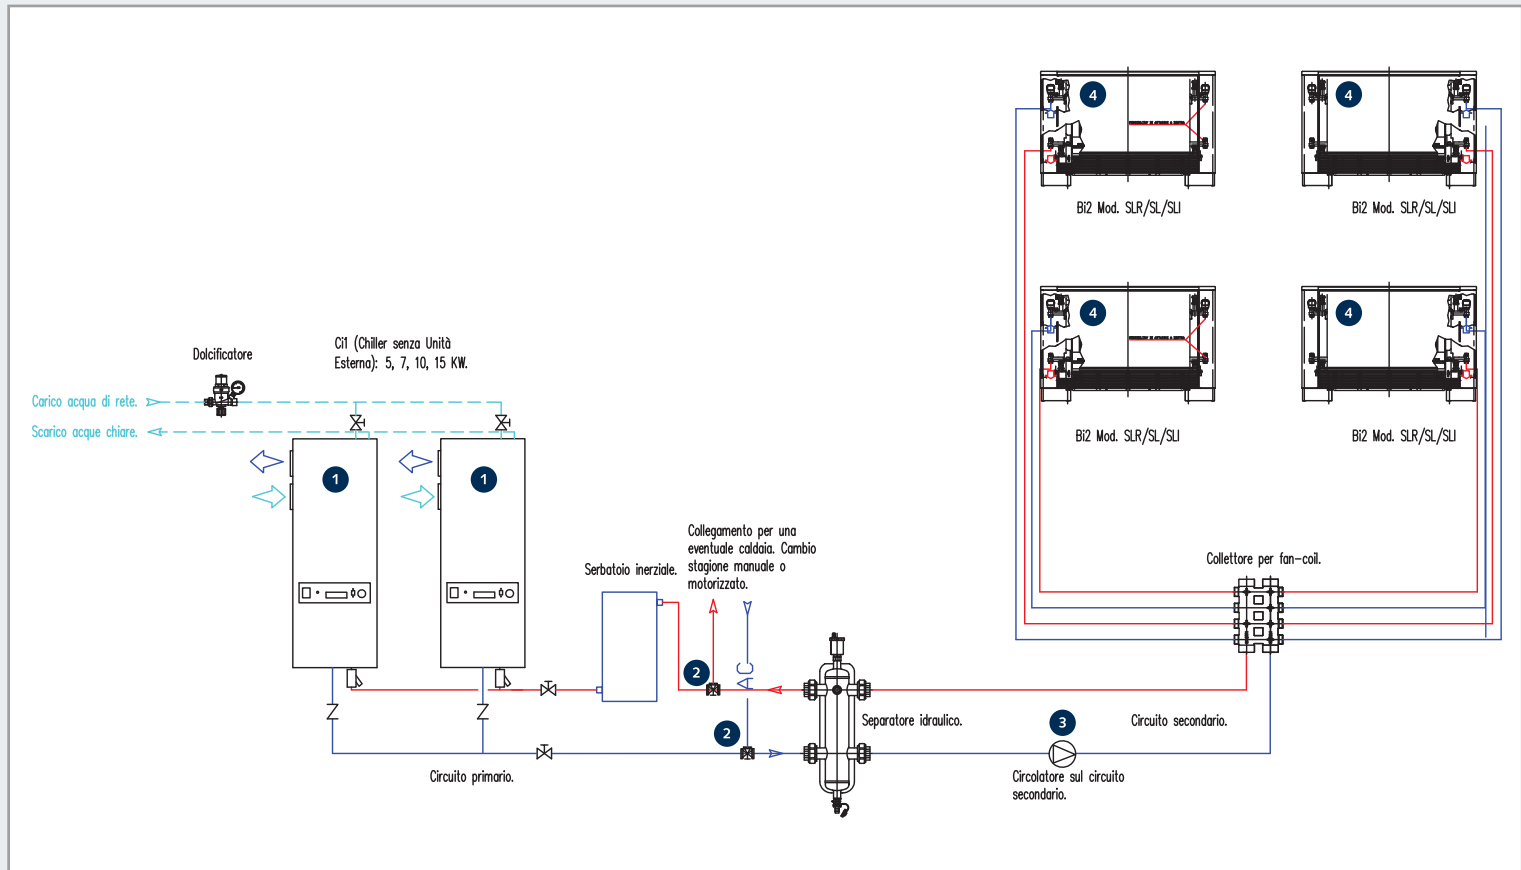 4
4
Bi2 Mod. SLR/SL/SLI
Bi2 Mod. SLR/SL/SLI
4
4
Bi2 Mod. SLR/SL/SLI
Bi2 Mod. SLR/SL/SLI
Dolcificatore
Ci1 (Chiller senza Unità
Esterna): 5, 7, 10, 15 KW.
Carico acqua di rete.
Scarico acque chiare.
1
1
Collegamento per una
eventuale caldaia. Cambio
stagione manuale o
motorizzato.
Serbatoio inerziale.
Collettore per fan-coil.
2
AC
2
Separatore idraulico.
Circuito secondario.
3
Circolatore sul circuito
secondario.
Circuito primario.